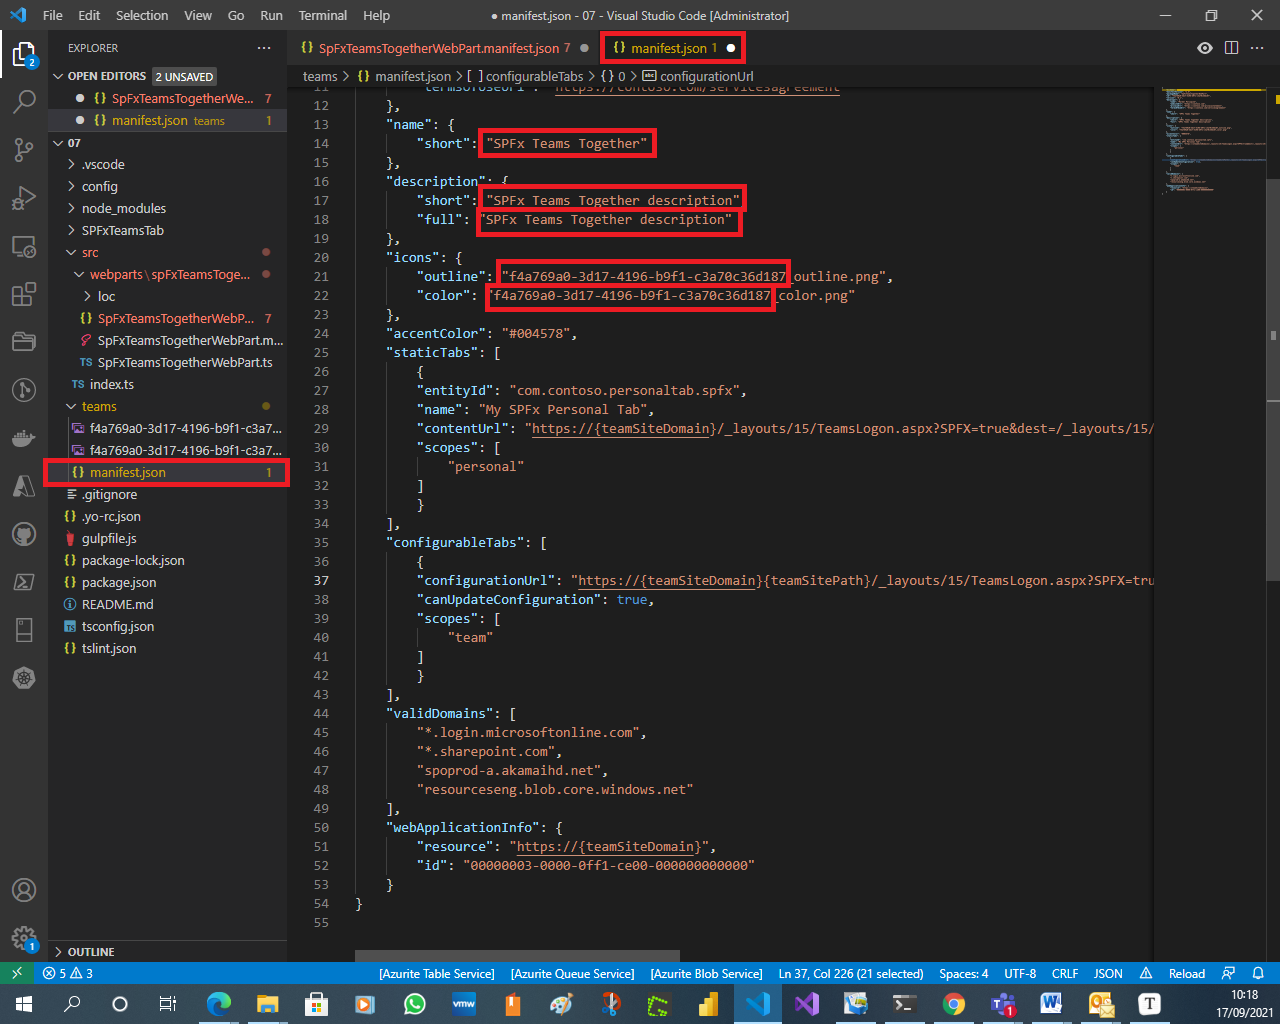 File Edit Selection View Go Run Terminal Help
● manifest.json - 07 - Visual Studio Code [Administrator]
EXPLORER ···
OPEN EDITORS 2 UNSAVED
{} SpFxTeamsTogetherWe... 7
{} manifest.json teams 1
07
.vscode
config
node_modules
SPFxTeamsTab
src
webparts\spFxTeamsToge...
loc
{} SpFxTeamsTogetherWebP... 7
SpFxTeamsTogetherWebPart.m...
TS SpFxTeamsTogetherWebPart.ts
TS index.ts
teams
f4a769a0-3d17-4196-b9f1-c3a7...
f4a769a0-3d17-4196-b9f1-c3a7...
{} manifest.json 1
.gitignore
{} .yo-rc.json
gulpfile.js
{} package-lock.json
{} package.json
README.md
tsconfig.json
{} tslint.json
OUTLINE
{} SpFxTeamsTogetherWebPart.manifest.json 7 ●
{} manifest.json 1 ●
teams > {} manifest.json > [ ] configurableTabs > {} 0 > configurationUrl
11 "termsOfUseUrl": "https://contoso.com/servicesagreement"
12 },
13 "name": {
14 "short": "SPFx Teams Together"
15 },
16 "description": {
17 "short": "SPFx Teams Together description"
18 "full": "SPFx Teams Together description"
19 },
20 "icons": {
21 "outline": "f4a769a0-3d17-4196-b9f1-c3a70c36d187_outline.png",
22 "color": "f4a769a0-3d17-4196-b9f1-c3a70c36d187_color.png"
23 },
24 "accentColor": "#004578",
25 "staticTabs": [
26 {
27 "entityId": "com.contoso.personaltab.spfx",
28 "name": "My SPFx Personal Tab",
29 "contentUrl": "https://{teamSiteDomain}/_layouts/15/TeamsLogon.aspx?SPFX=true&dest=/_layouts/15/
30 "scopes": [
31 "personal"
32 ]
33 }
34 ],
35 "configurableTabs": [
36 {
37 "configurationUrl": "https://{teamSiteDomain}{teamSitePath}/_layouts/15/TeamsLogon.aspx?SPFX=tru
38 "canUpdateConfiguration": true,
39 "scopes": [
40 "team"
41 ]
42 }
43 ],
44 "validDomains": [
45 "*.login.microsoftonline.com",
46 "*.sharepoint.com",
47 "spoprod-a.akamaihd.net",
48 "resourceseng.blob.core.windows.net"
49 ],
50 "webApplicationInfo": {
51 "resource": "https://{teamSiteDomain}",
52 "id": "00000003-0000-0ff1-ce00-000000000000"
53 }
54 }
55
5 3 [Azurite Table Service] [Azurite Queue Service] [Azurite Blob Service] Ln 37, Col 226 (21 selected) Spaces: 4 UTF-8 CRLF JSON Reload
10:18
17/09/2021